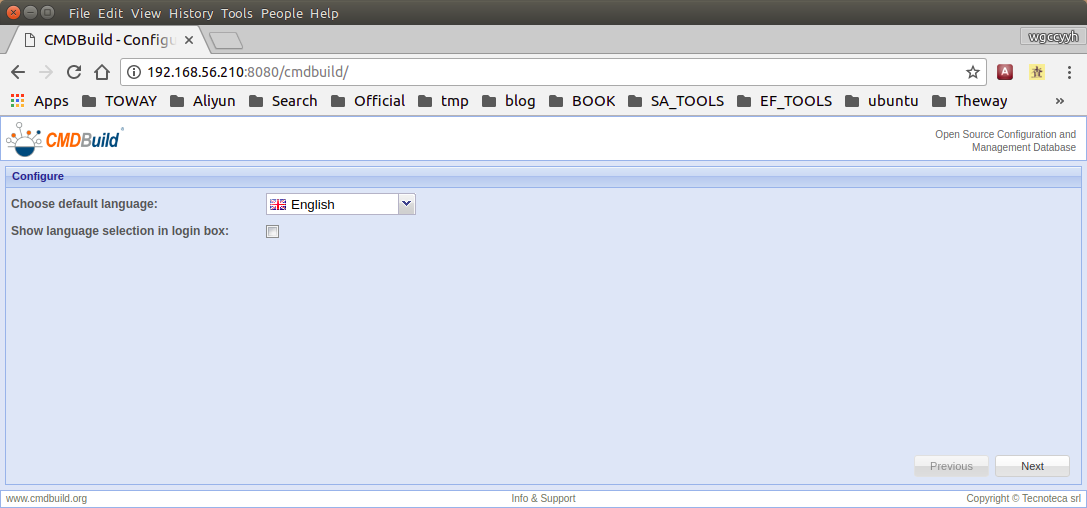 File Edit View History Tools People Help
CMDBuild - Configu
wgccyyh
192.168.56.210:8080/cmdbuild/
Apps TOWAY Aliyun Search Official tmp blog BOOK SA_TOOLS EF_TOOLS ubuntu Theway »
CMDBuild
Open Source Configuration and
Management Database
Configure
Choose default language: English
Show language selection in login box:
Previous Next
www.cmdbuild.org Info & Support Copyright © Tecnoteca srl